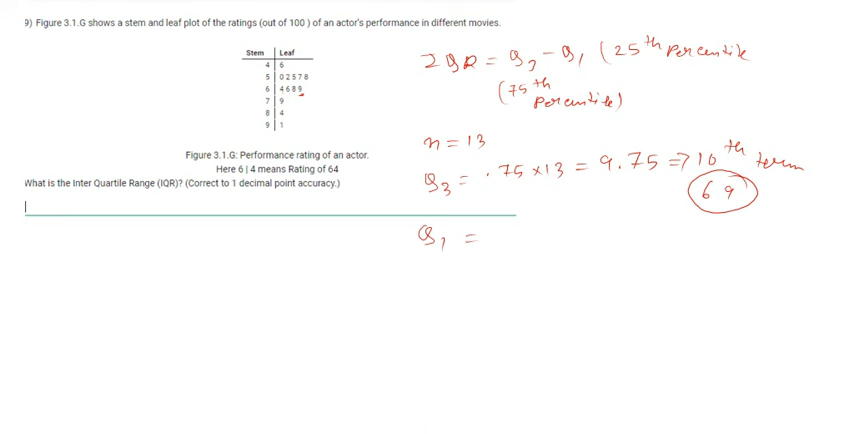 9) Figure 3.1.G shows a stem and leaf plot of the ratings (out of 100 ) of an actor's performance in different movies.
Stem Leaf
4 6
5 0 2 5 7 8
6 4 6 8 9
7 9
8 4
9 1
Figure 3.1.G: Performance rating of an actor.
Here 6 | 4 means Rating of 64
What is the Inter Quartile Range (IQR)? (Correct to 1 decimal point accuracy.)
IQR = Q3 - Q1 (25th Percentile
(75th
Percentile)
n = 13
Q3 = .75 × 13 = 9.75 => 10th term
69
Q1 =